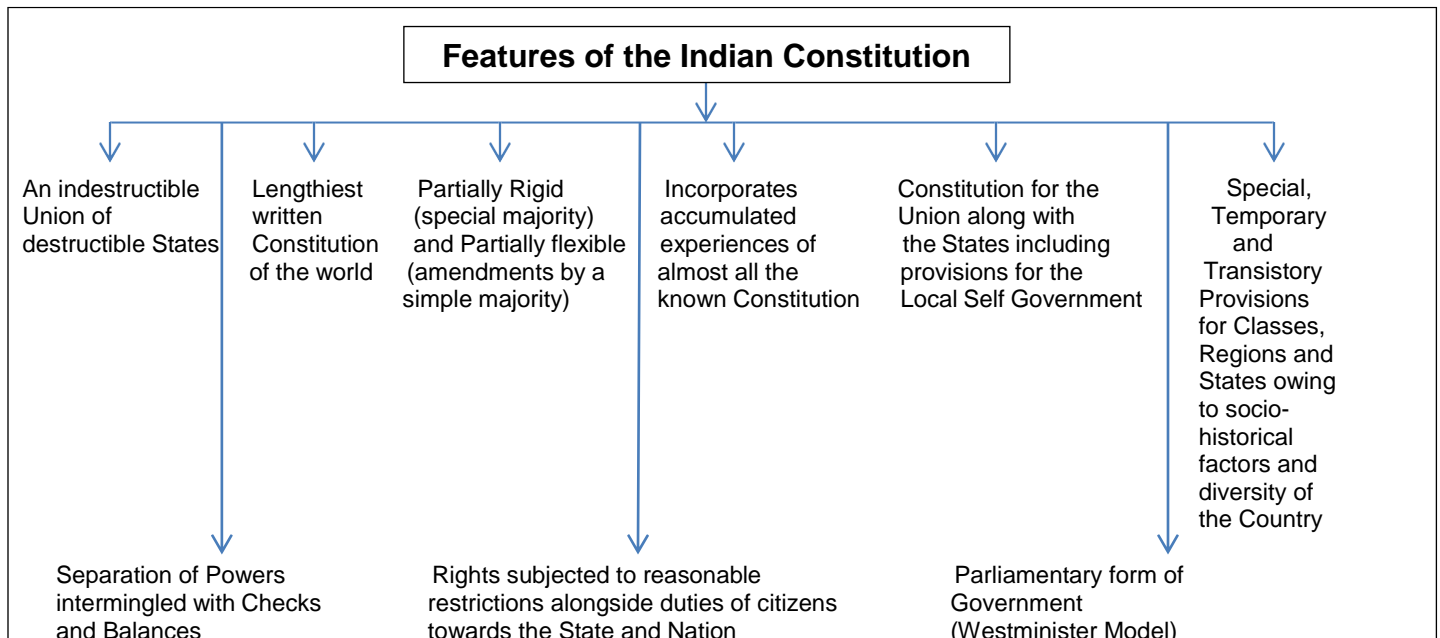 Features of the Indian Constitution
An indestructible
Union of
destructible States
Lengthiest
written
Constitution
of the world
Partially Rigid
(special majority)
and Partially flexible
(amendments by a
simple majority)
Incorporates
accumulated
experiences of
almost all the
known Constitution
Constitution for the
Union along with
the States including
provisions for the
Local Self Government
Special,
Temporary
and
Transistory
Provisions
for Classes,
Regions and
States owing
to socio-
historical
factors and
diversity of
the Country
Separation of Powers
intermingled with Checks
and Balances
Rights subjected to reasonable
restrictions alongside duties of citizens
towards the State and Nation
Parliamentary form of
Government
(Westminister Model)